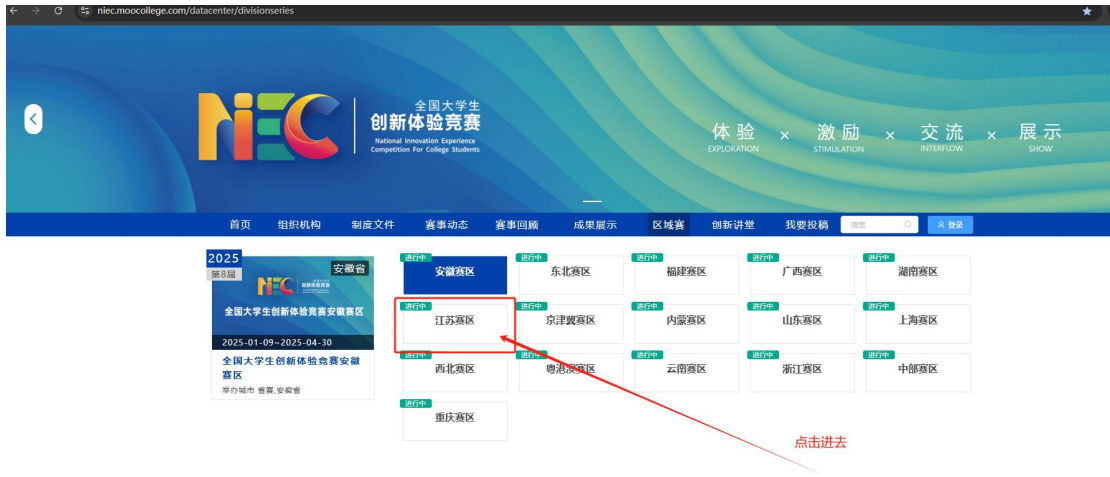 niec.moocollege.com/datacenter/divisionseries
NIEC
全国大学生
创新体验竞赛
National Innovation Experience
Competition For College Students
体验 × 激励 × 交流 × 展示
EXPLORATION STIMULATION INTERFLOW SHOW
首页 组织机构 制度文件 赛事动态 赛事回顾 成果展示 区域赛 创新讲堂 我要投稿 搜索 登录
2025
第8届
安徽省
全国大学生创新体验竞赛安徽赛区
2025-01-09~2025-04-30
全国大学生创新体验竞赛安徽
赛区
举办城市 省赛,安徽省
进行中 进行中 进行中 进行中 进行中
安徽赛区 东北赛区 福建赛区 广西赛区 湖南赛区
进行中 进行中 进行中 进行中 进行中
江苏赛区 京津冀赛区 内蒙赛区 山东赛区 上海赛区
进行中 进行中 进行中 进行中 进行中
西北赛区 粤港澳赛区 云南赛区 浙江赛区 中部赛区
进行中
重庆赛区
点击进去